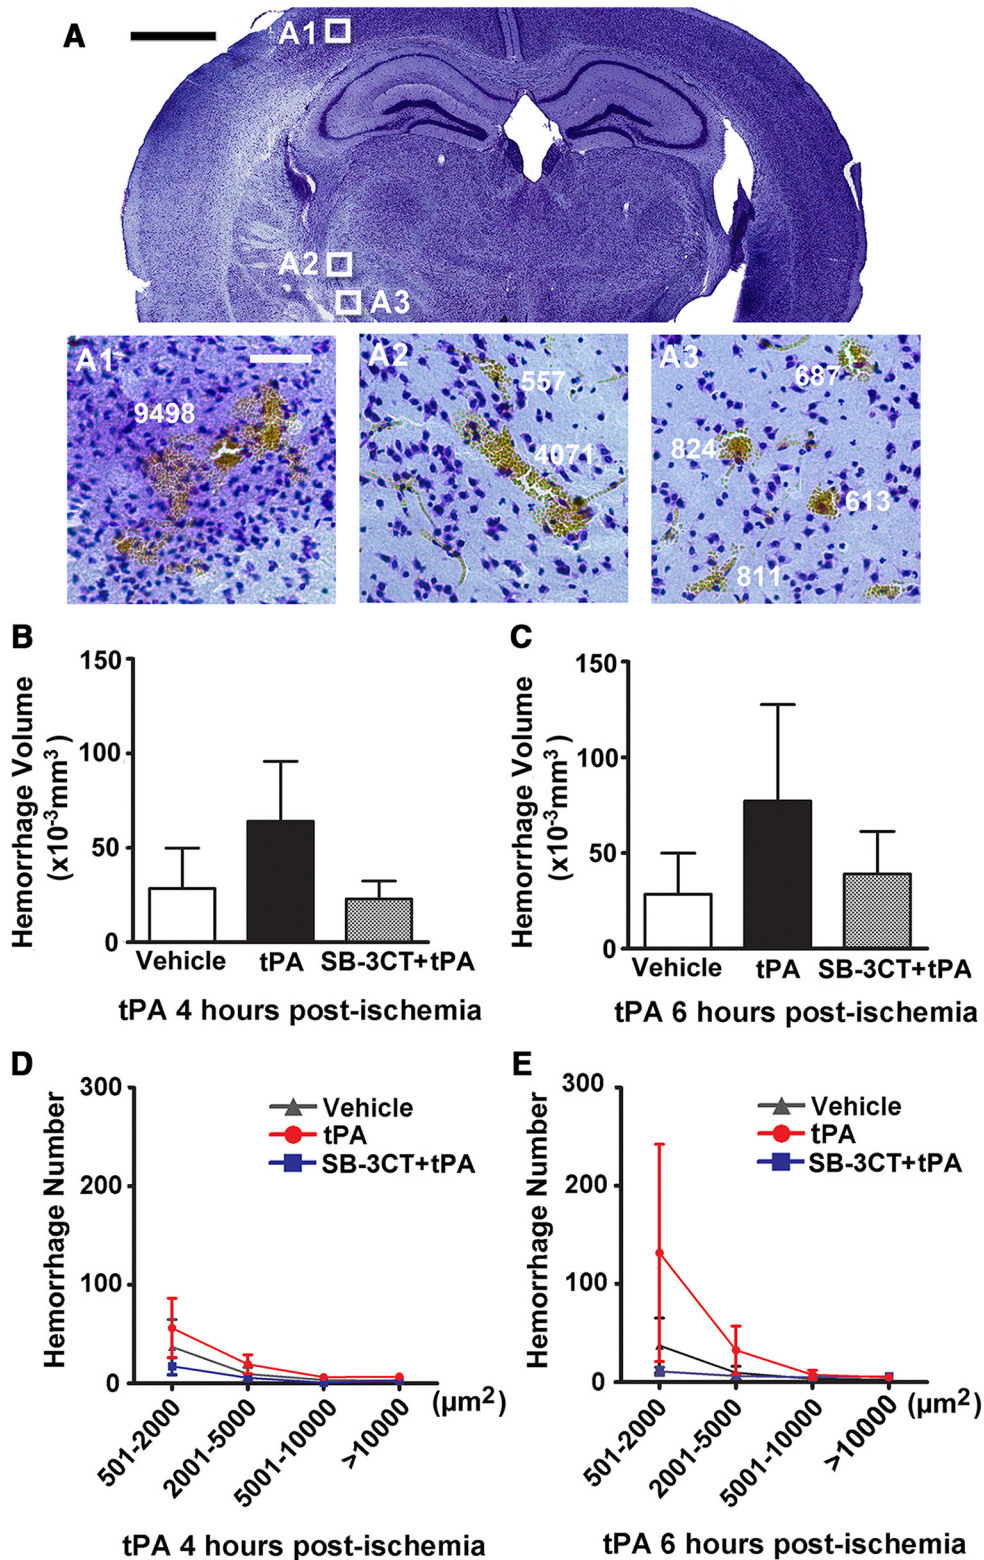 A
A1
A2
A3
A1
9498
A2
557
4071
A3
687
824
613
811
B
Hemorrhage Volume
(x10⁻³mm³)
150
100
50
0
Vehicle tPA SB-3CT+tPA
tPA 4 hours post-ischemia
C
Hemorrhage Volume
(x10⁻³mm³)
150
100
50
0
Vehicle tPA SB-3CT+tPA
tPA 6 hours post-ischemia
D
Hemorrhage Number
300
200
100
0
Vehicle
tPA
SB-3CT+tPA
501-2000
2001-5000
5001-10000
>10000
(µm²)
tPA 4 hours post-ischemia
E
Hemorrhage Number
300
200
100
0
Vehicle
tPA
SB-3CT+tPA
501-2000
2001-5000
5001-10000
>10000
(µm²)
tPA 6 hours post-ischemia